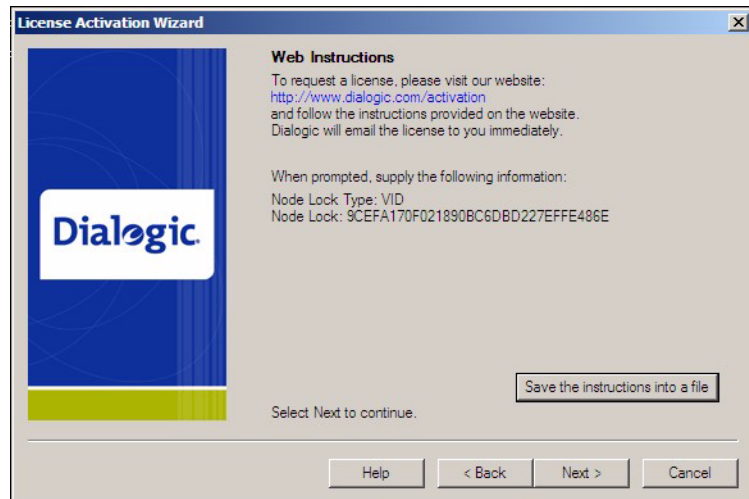 License Activation Wizard
Web Instructions
To request a license, please visit our website:
http://www.dialogic.com/activation
and follow the instructions provided on the website.
Dialogic will email the license to you immediately.
When prompted, supply the following information:
Node Lock Type: VID
Node Lock: 9CEFA170F021890BC6DBD227EFFE486E
Dialogic.
Save the instructions into a file
Select Next to continue.
Help
< Back
Next >
Cancel